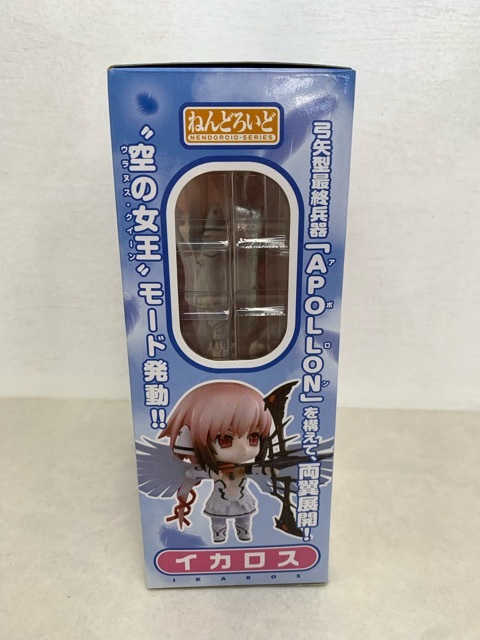 ねんどろいど
NENDOROID-SERIES
弓矢型最終兵器「APOLLON」を構えて、両翼展開!
アポロン
“空の女王”モード発動!!
ウラヌス・クイーン
イカロス
IKAROS